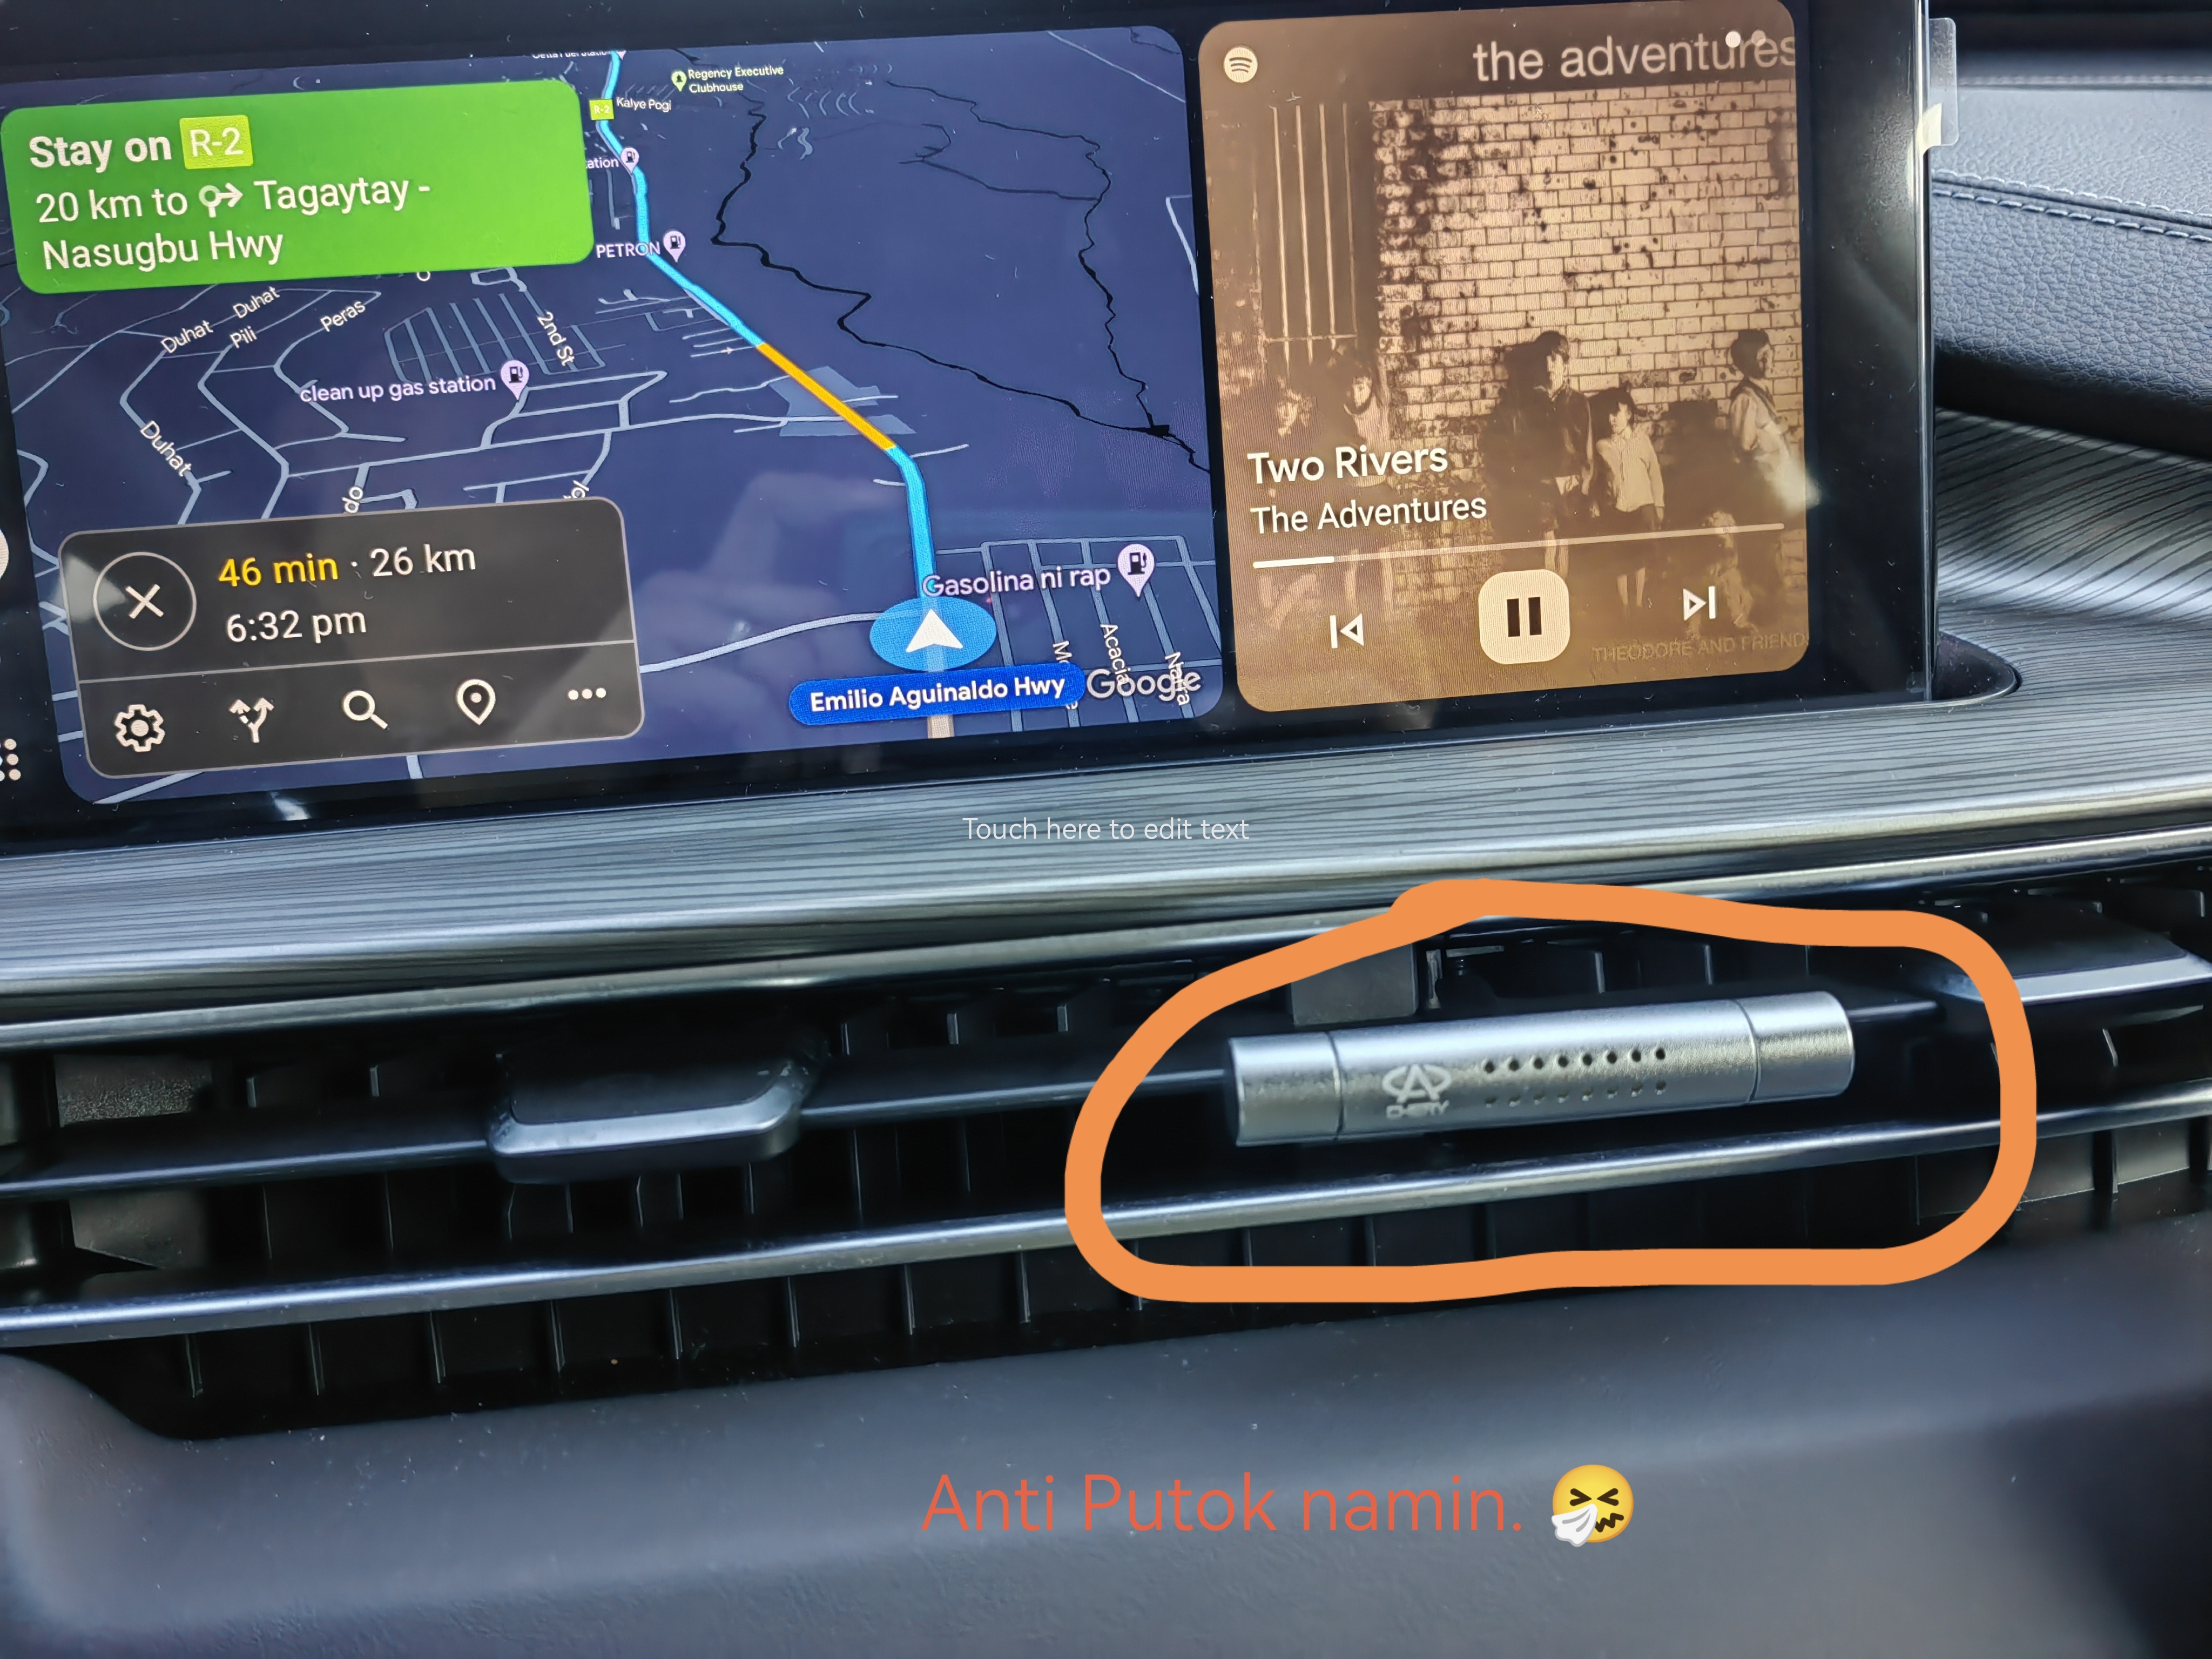 Regency Executive
Clubhouse
R-2
Kalye Pogi
Stay on R-2
20 km to Tagaytay -
Nasugbu Hwy
ation
PETRON
Duhat
Duhat
Pili
Peras
2nd St
clean up gas station
Duhat
46 min · 26 km
6:32 pm
Gasolina ni rap
Acacia
Emilio Aguinaldo Hwy
Google
the adventures
Two Rivers
The Adventures
THEODORE AND FRIEND
Touch here to edit text
CHERY
Anti Putok namin. 🤧